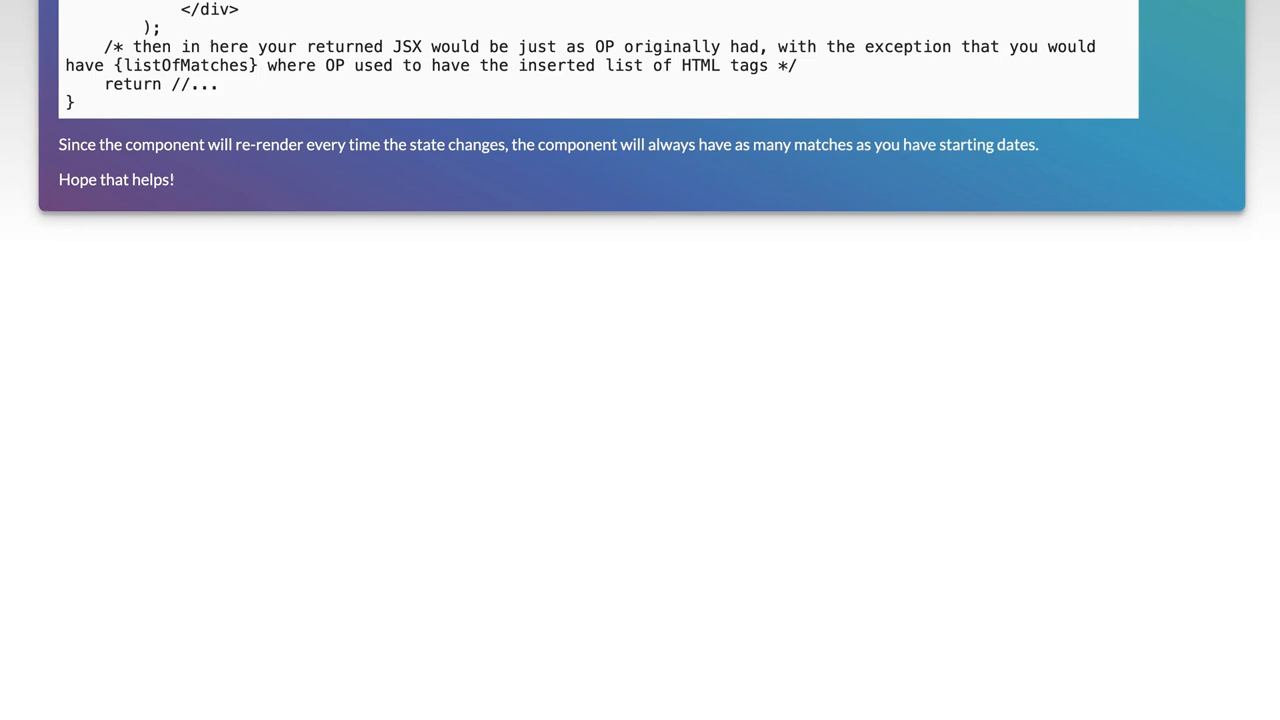 </div>
);
/* then in here your returned JSX would be just as OP originally had, with the exception that you would
have {listOfMatches} where OP used to have the inserted list of HTML tags */
return //...
}
Since the component will re-render every time the state changes, the component will always have as many matches as you have starting dates.
Hope that helps!